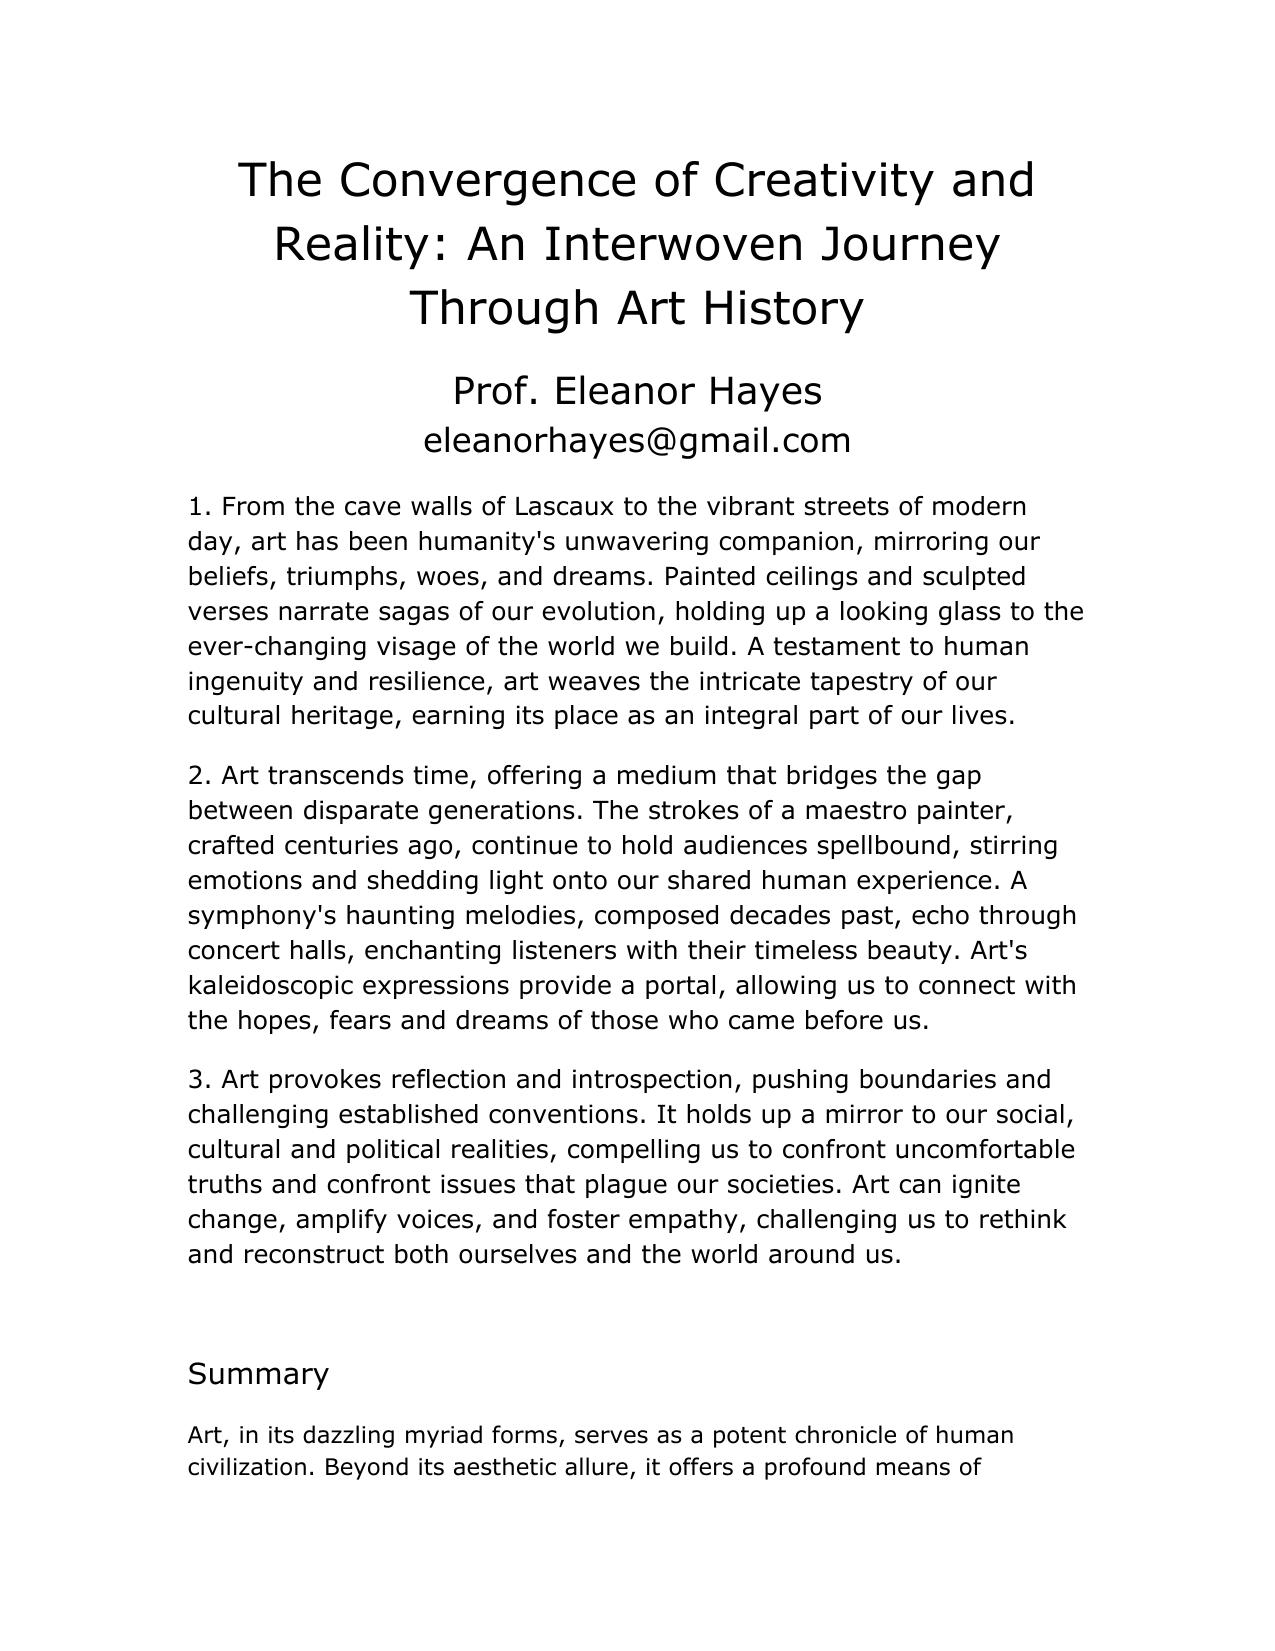 The Convergence of Creativity and
Reality: An Interwoven Journey
Through Art History
Prof. Eleanor Hayes
eleanorhayes@gmail.com
1. From the cave walls of Lascaux to the vibrant streets of modern
day, art has been humanity's unwavering companion, mirroring our
beliefs, triumphs, woes, and dreams. Painted ceilings and sculpted
verses narrate sagas of our evolution, holding up a looking glass to the
ever-changing visage of the world we build. A testament to human
ingenuity and resilience, art weaves the intricate tapestry of our
cultural heritage, earning its place as an integral part of our lives.
2. Art transcends time, offering a medium that bridges the gap
between disparate generations. The strokes of a maestro painter,
crafted centuries ago, continue to hold audiences spellbound, stirring
emotions and shedding light onto our shared human experience. A
symphony's haunting melodies, composed decades past, echo through
concert halls, enchanting listeners with their timeless beauty. Art's
kaleidoscopic expressions provide a portal, allowing us to connect with
the hopes, fears and dreams of those who came before us.
3. Art provokes reflection and introspection, pushing boundaries and
challenging established conventions. It holds up a mirror to our social,
cultural and political realities, compelling us to confront uncomfortable
truths and confront issues that plague our societies. Art can ignite
change, amplify voices, and foster empathy, challenging us to rethink
and reconstruct both ourselves and the world around us.
Summary
Art, in its dazzling myriad forms, serves as a potent chronicle of human
civilization. Beyond its aesthetic allure, it offers a profound means of